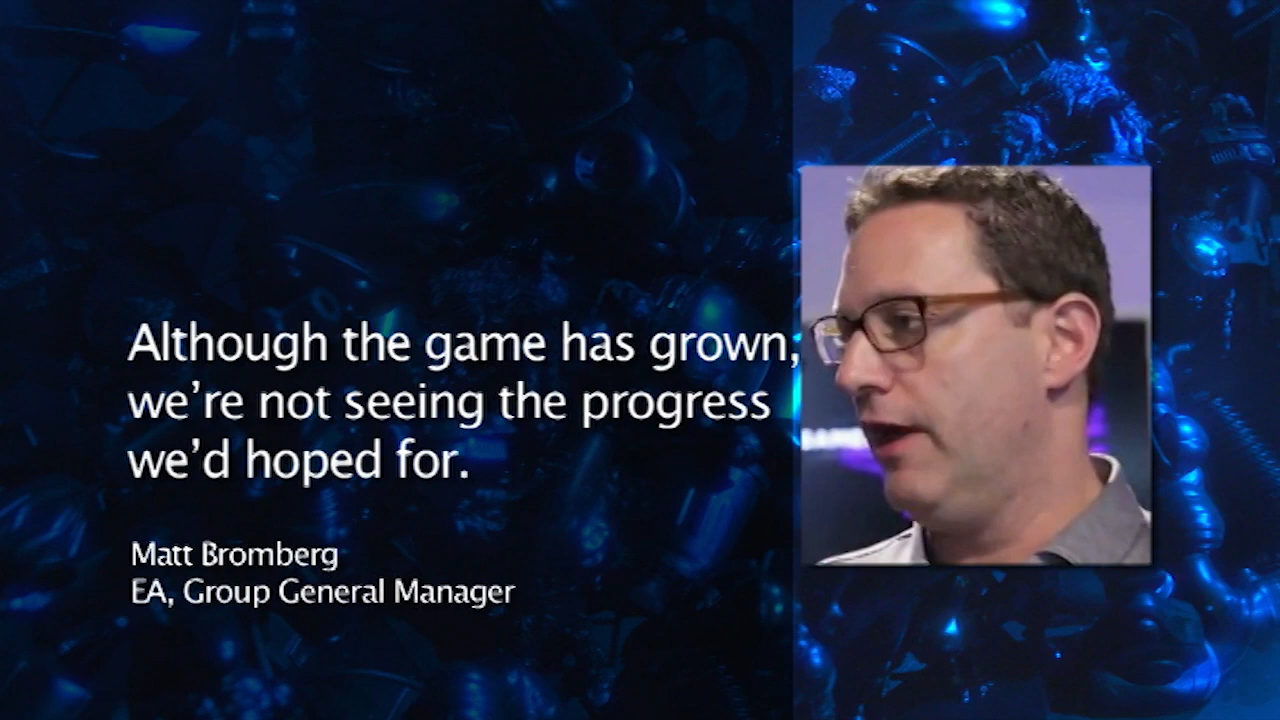 Although the game has grown,
we're not seeing the progress
we'd hoped for.
Matt Bromberg
EA, Group General Manager